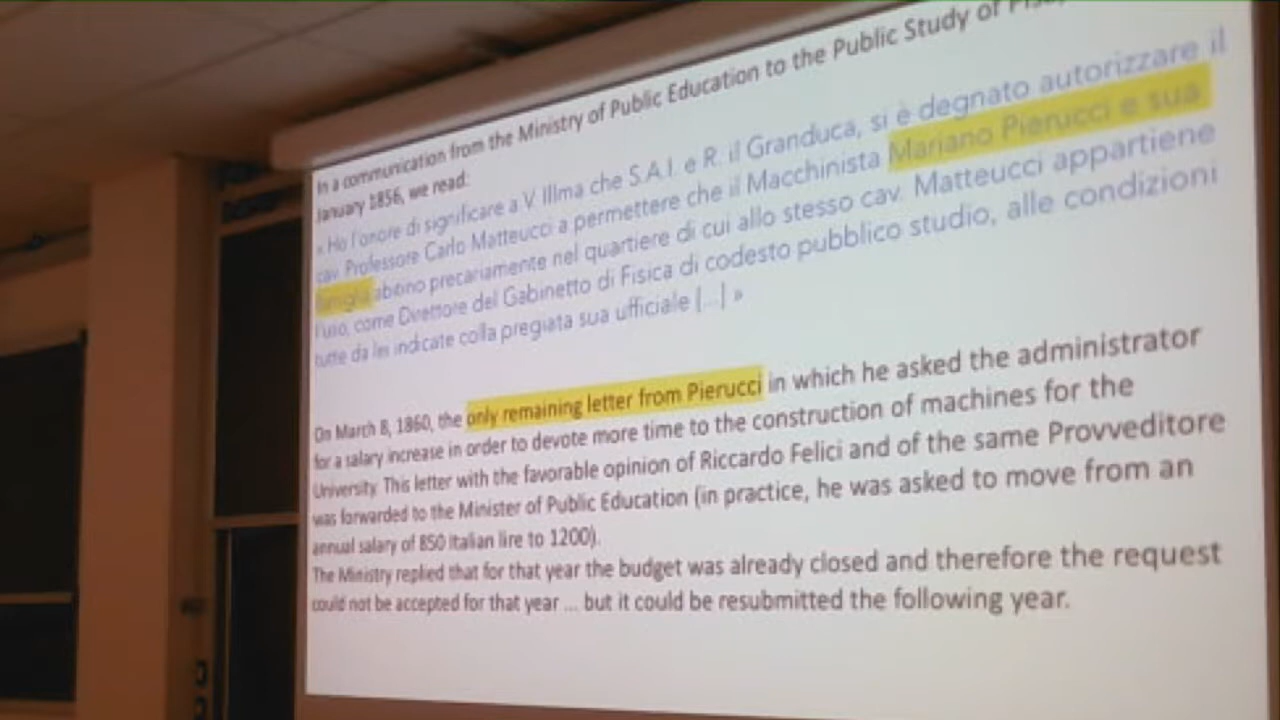 In a communication from the Ministry of Public Education to the Public Study of
January 1856, we read:
« Ho l'onore di significare a V. Illma che S.A.I. e R. il Granduca, si è degnato autorizzare il
cav. Professore Carlo Matteucci a permettere che il Macchinista Mariano Pierucci e sua
famiglia abitino precariamente nel quartiere di cui allo stesso cav. Matteucci appartiene
l'uso, come Direttore del Gabinetto di Fisica di codesto pubblico studio, alle condizioni
tutte da lei indicate colla pregiata sua ufficiale [...] »
On March 8, 1860, the only remaining letter from Pierucci in which he asked the administrator
for a salary increase in order to devote more time to the construction of machines for the
University. This letter with the favorable opinion of Riccardo Felici and of the same Provveditore
was forwarded to the Minister of Public Education (in practice, he was asked to move from an
annual salary of 850 Italian lire to 1200).
The Ministry replied that for that year the budget was already closed and therefore the request
could not be accepted for that year ... but it could be resubmitted the following year.